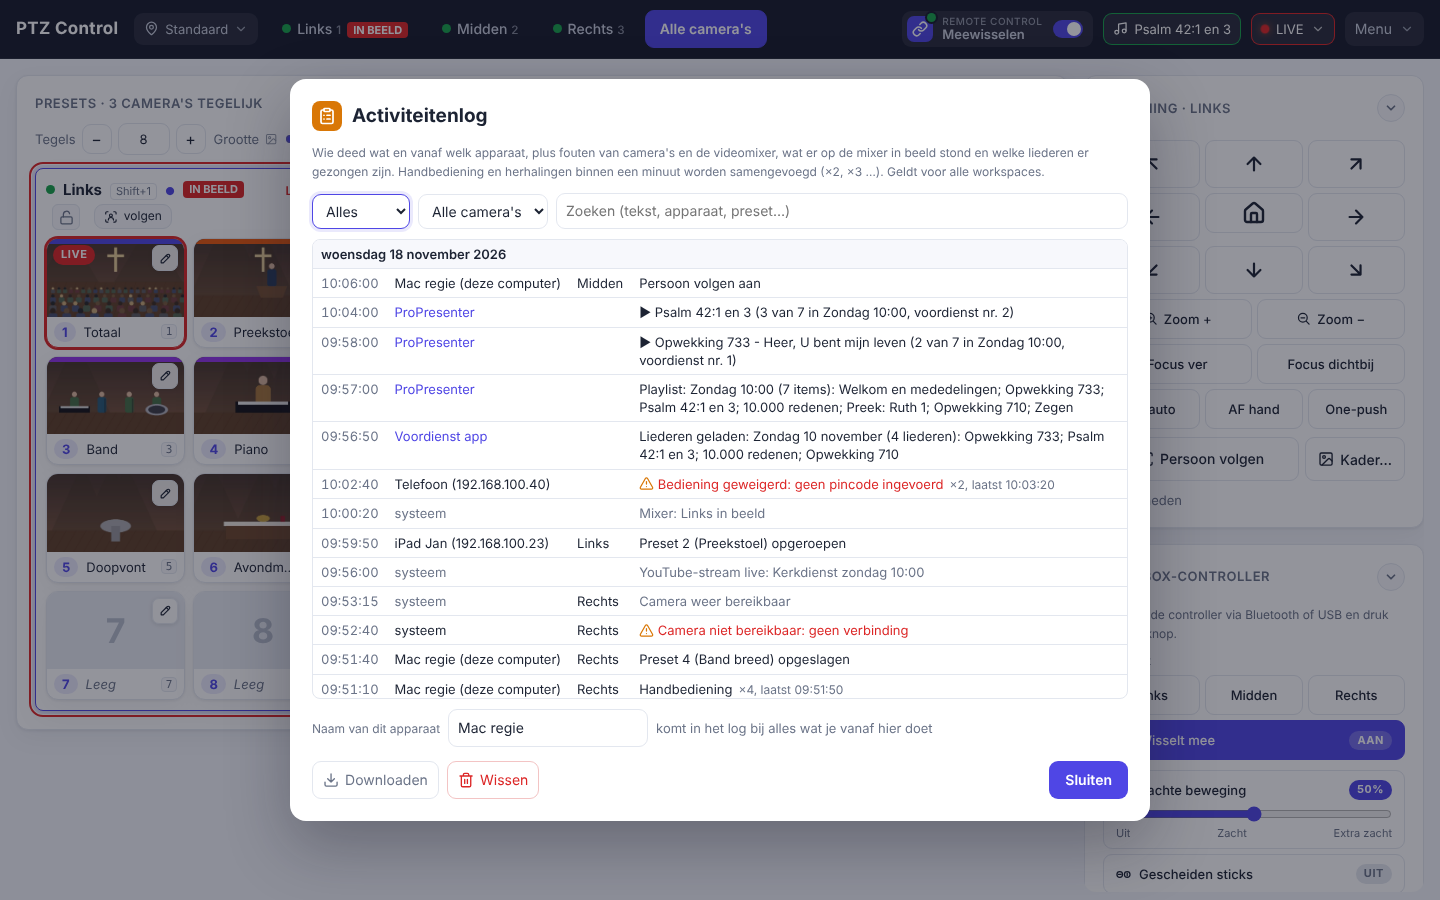 PTZ Control
Standaard
Links 1 IN BEELD
Midden 2
Rechts 3
Alle camera's
REMOTE CONTROL
Meewisselen
Psalm 42:1 en 3
LIVE
Menu
PRESETS · 3 CAMERA'S TEGELIJK
Tegels − 8 + Grootte
Links Shift+1 IN BEELD
volgen
LIVE
1 Totaal 1
2 Preeksto
3 Band 3
4 Piano
5 Doopvont 5
6 Avondm...
7
8
7 Leeg 7
8 Leeg
Activiteitenlog
Wie deed wat en vanaf welk apparaat, plus fouten van camera's en de videomixer, wat er op de mixer in beeld stond en welke liederen er
gezongen zijn. Handbediening en herhalingen binnen een minuut worden samengevoegd (×2, ×3 ...). Geldt voor alle workspaces.
Alles
Alle camera's
Zoeken (tekst, apparaat, preset...)
woensdag 18 november 2026
10:06:00 Mac regie (deze computer) Midden Persoon volgen aan
10:04:00 ProPresenter ▶ Psalm 42:1 en 3 (3 van 7 in Zondag 10:00, voordienst nr. 2)
09:58:00 ProPresenter ▶ Opwekking 733 - Heer, U bent mijn leven (2 van 7 in Zondag 10:00,
voordienst nr. 1)
09:57:00 ProPresenter Playlist: Zondag 10:00 (7 items): Welkom en mededelingen; Opwekking 733;
Psalm 42:1 en 3; 10.000 redenen; Preek: Ruth 1; Opwekking 710; Zegen
09:56:50 Voordienst app Liederen geladen: Zondag 10 november (4 liederen): Opwekking 733; Psalm
42:1 en 3; 10.000 redenen; Opwekking 710
10:02:40 Telefoon (192.168.100.40) Bediening geweigerd: geen pincode ingevoerd ×2, laatst 10:03:20
10:00:20 systeem Mixer: Links in beeld
09:59:50 iPad Jan (192.168.100.23) Links Preset 2 (Preekstoel) opgeroepen
09:56:00 systeem YouTube-stream live: Kerkdienst zondag 10:00
09:53:15 systeem Rechts Camera weer bereikbaar
09:52:40 systeem Rechts Camera niet bereikbaar: geen verbinding
09:51:40 Mac regie (deze computer) Rechts Preset 4 (Band breed) opgeslagen
09:51:10 Mac regie (deze computer) Rechts Handbediening ×4, laatst 09:51:50
Naam van dit apparaat Mac regie komt in het log bij alles wat je vanaf hier doet
Downloaden
Wissen
Sluiten
ING · LINKS
Zoom +
Zoom −
Focus ver
Focus dichtbij
auto
AF hand
One-push
Persoon volgen
Kader...
eden
OX-CONTROLLER
de controller via Bluetooth of USB en druk
nop.
nks
Midden
Rechts
isselt mee AAN
achte beweging 50%
Uit Zacht Extra zacht
Gescheiden sticks UIT